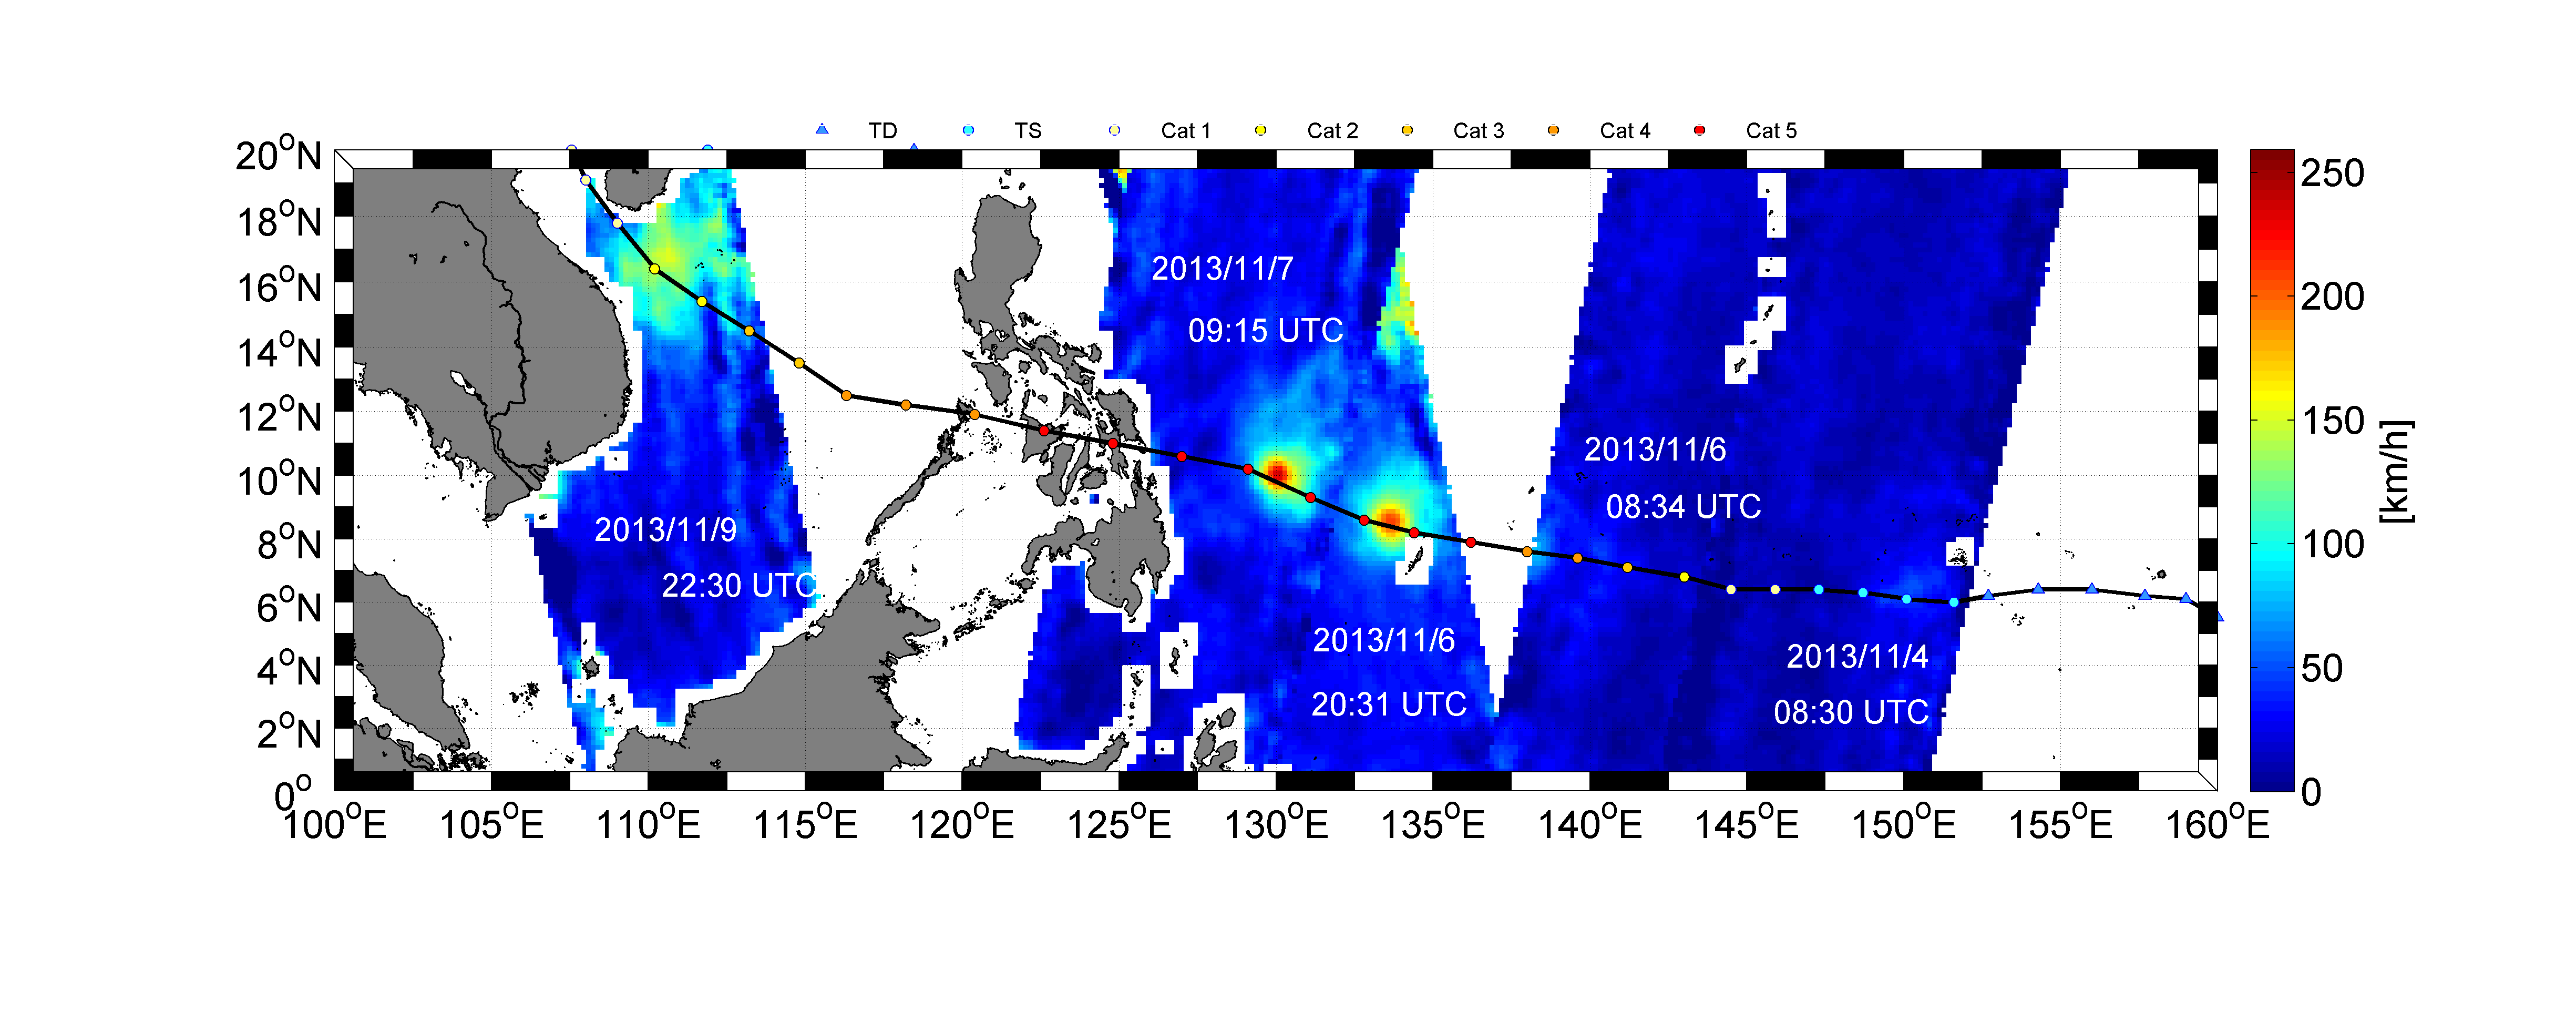 TD TS Cat 1 Cat 2 Cat 3 Cat 4 Cat 5
20°N
18°N
16°N
14°N
12°N
10°N
8°N
6°N
4°N
2°N
0°
100°E 105°E 110°E 115°E 120°E 125°E 130°E 135°E 140°E 145°E 150°E 155°E 160°E
2013/11/9
22:30 UTC
2013/11/7
09:15 UTC
2013/11/6
20:31 UTC
2013/11/6
08:34 UTC
2013/11/4
08:30 UTC
250
200
150
100
50
0
[km/h]